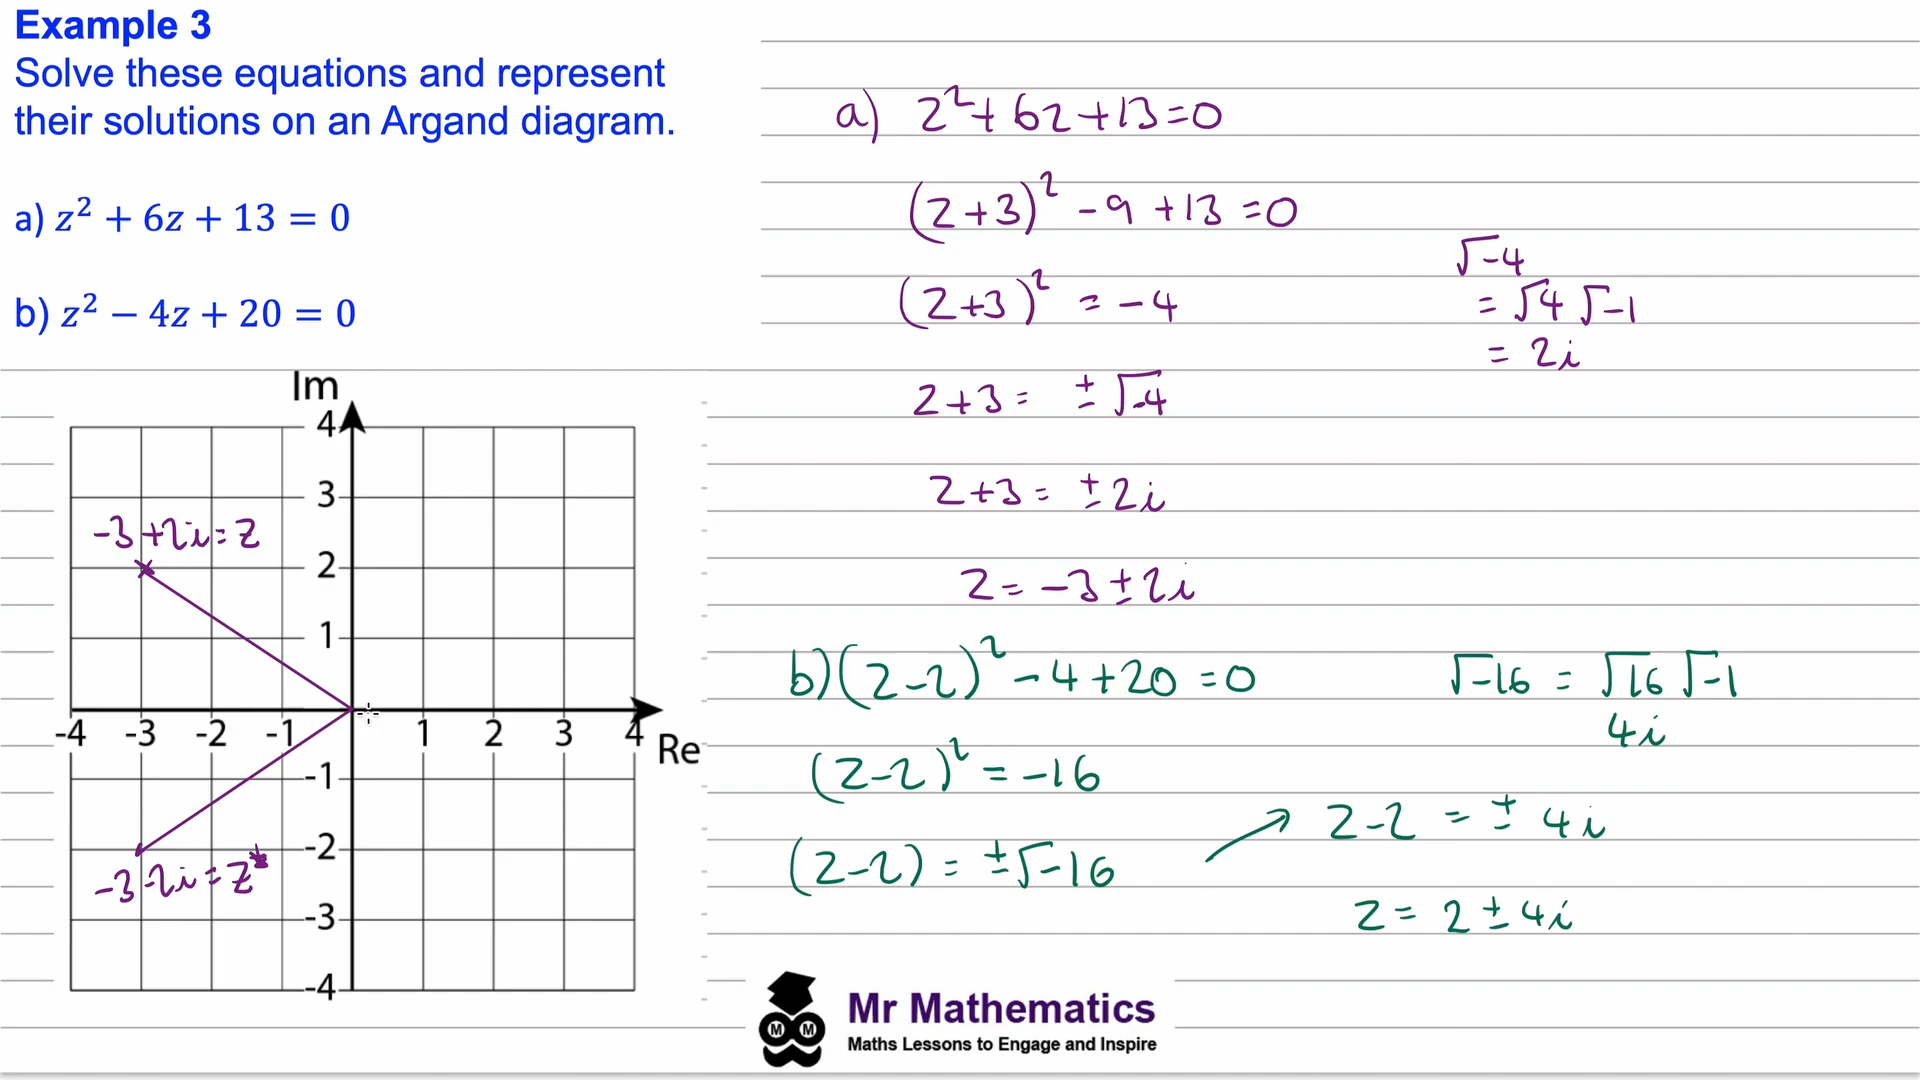 Example 3
Solve these equations and represent
their solutions on an Argand diagram.
a) z² + 6z + 13 = 0
b) z² − 4z + 20 = 0
Im
4
3
-3+2i=z
2
1
-4 -3 -2 -1 1 2 3 4 Re
-1
-2
-3-2i=z*
-3
-4
a) z²+6z+13=0
(z+3)² -9 +13 =0
(z+3)² = -4
z+3= ±√-4
z+3= ±2i
z= -3±2i
√-4
= √4 √-1
= 2i
b)(z-2)² -4+20 =0
(z-2)² = -16
(z-2) = ±√-16
√-16 = √16 √-1
4i
z-2 = ± 4i
z= 2 ± 4i
M M
Mr Mathematics
Maths Lessons to Engage and Inspire